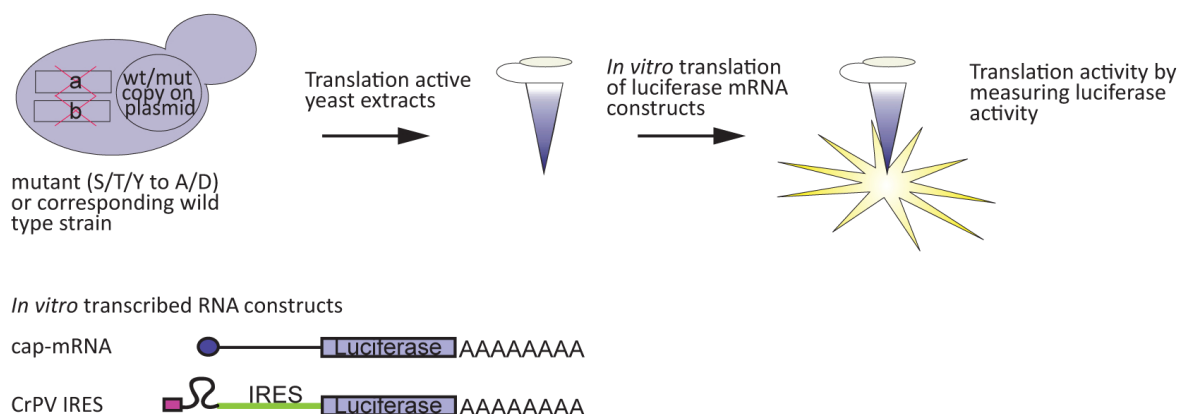 a
b
wt/mut
copy on
plasmid
mutant (S/T/Y to A/D)
or corresponding wild
type strain
Translation active
yeast extracts
In vitro translation
of luciferase mRNA
constructs
Translation activity by
measuring luciferase
activity
In vitro transcribed RNA constructs
cap-mRNA
Luciferase AAAAAAAA
CrPV IRES
IRES
Luciferase AAAAAAAA